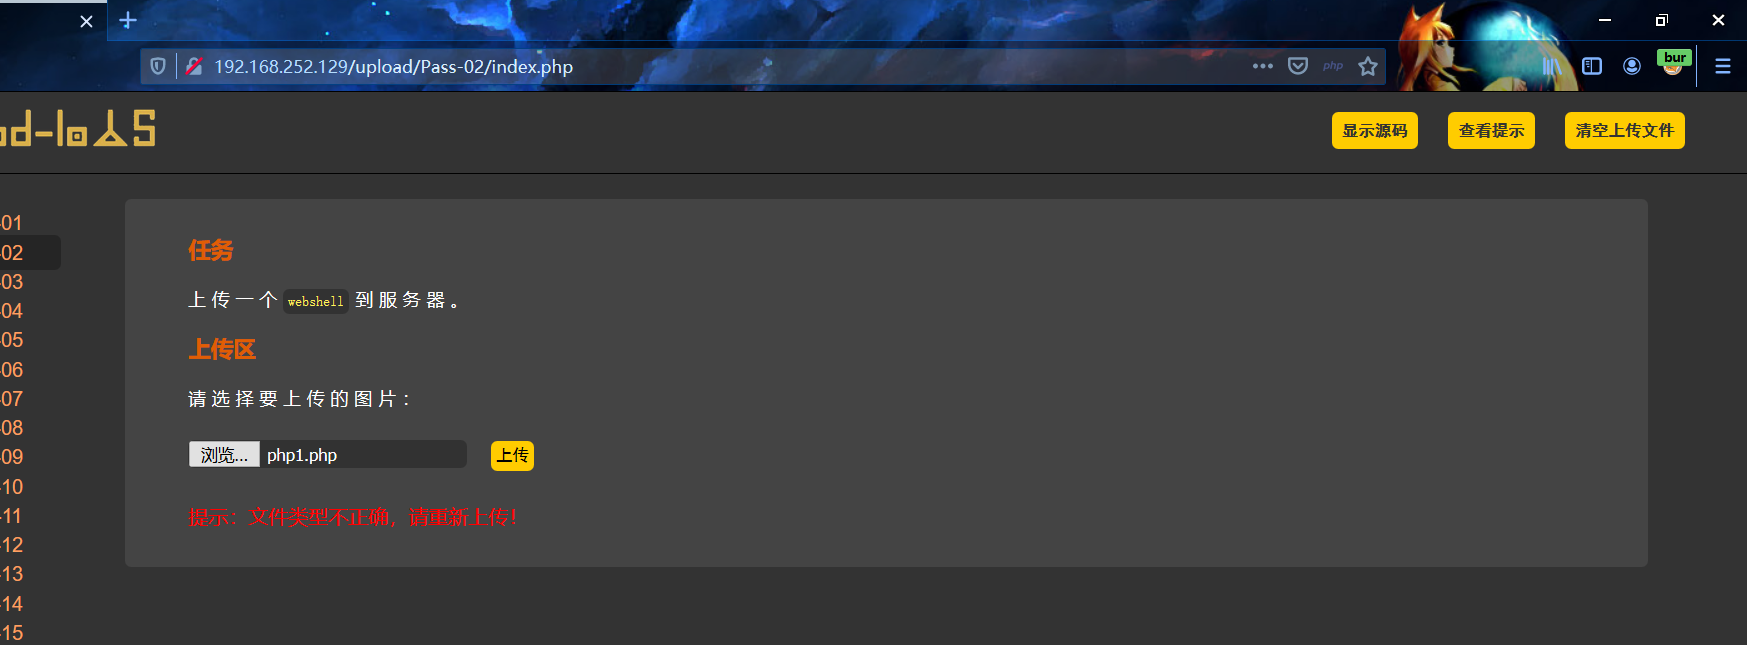 192.168.252.129/upload/Pass-02/index.php
php
bur
显示源码
查看提示
清空上传文件
-01
-02
-03
-04
-05
-06
-07
-08
-09
-10
-11
-12
-13
-14
-15
任务
上传一个 webshell 到服务器。
上传区
请选择要上传的图片：
浏览... php1.php
上传
提示：文件类型不正确，请重新上传！